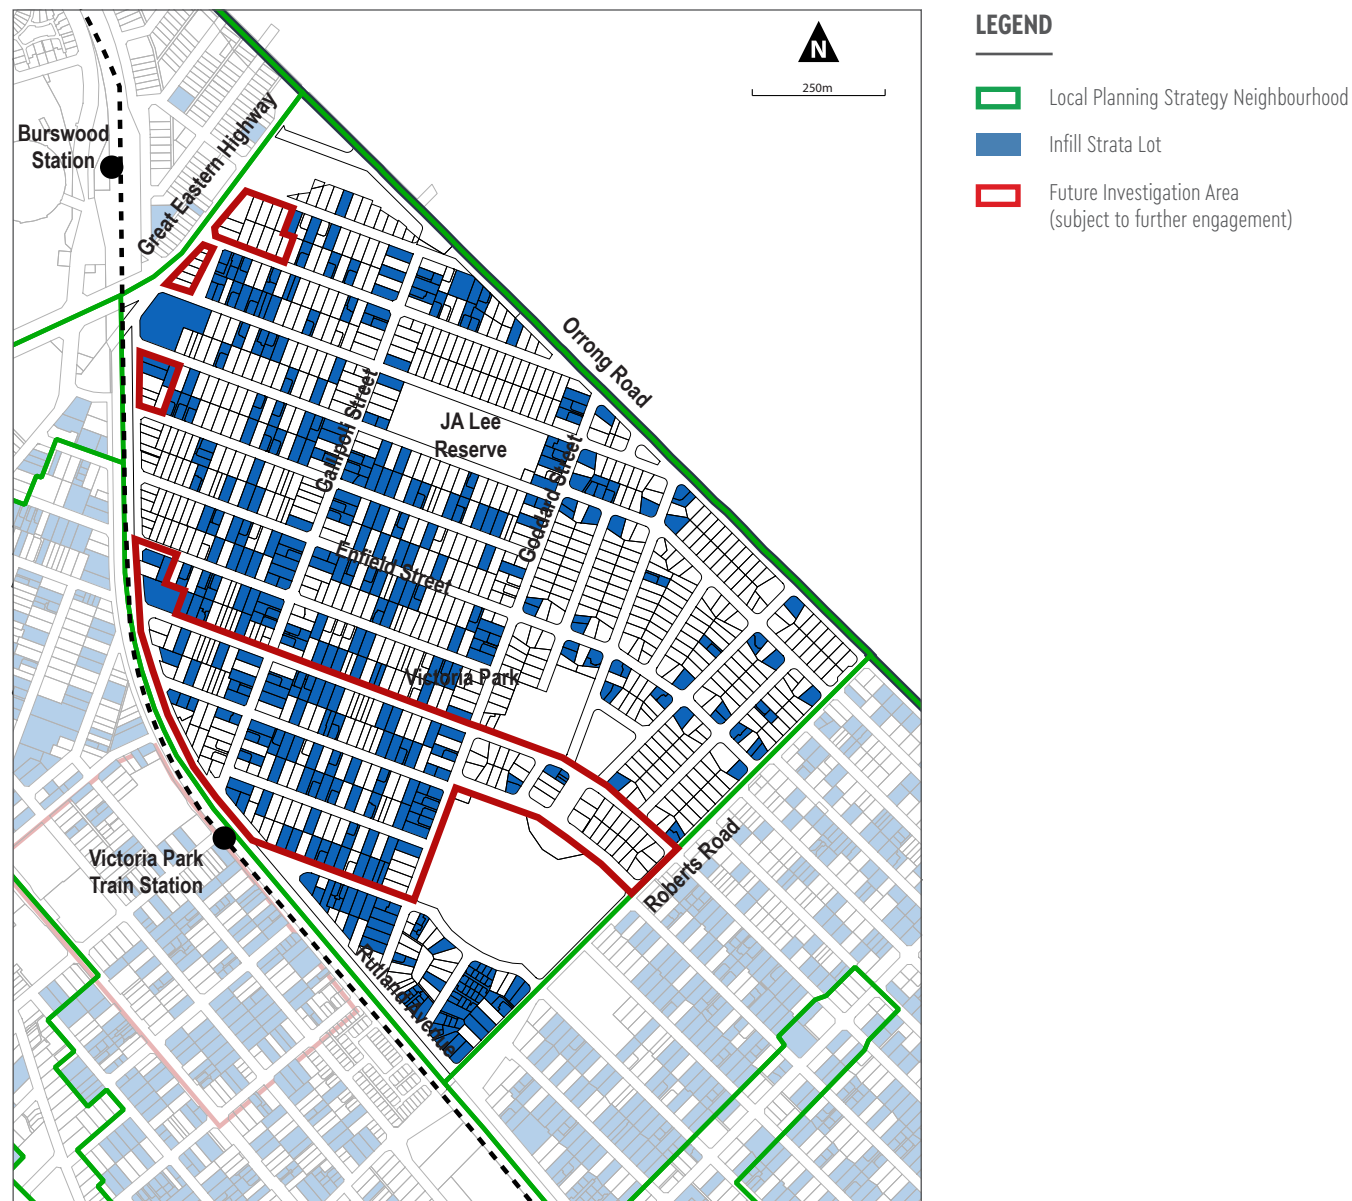 LEGEND
Local Planning Strategy Neighbourhood
Infill Strata Lot
Future Investigation Area
(subject to further engagement)
N
250m
Burswood
Station
Great Eastern Highway
Orrong Road
Gallipoli Street
JA Lee
Reserve
Goddard Street
Enfield Street
Victoria Park
Victoria Park
Train Station
Roberts Road
Rutland Avenue